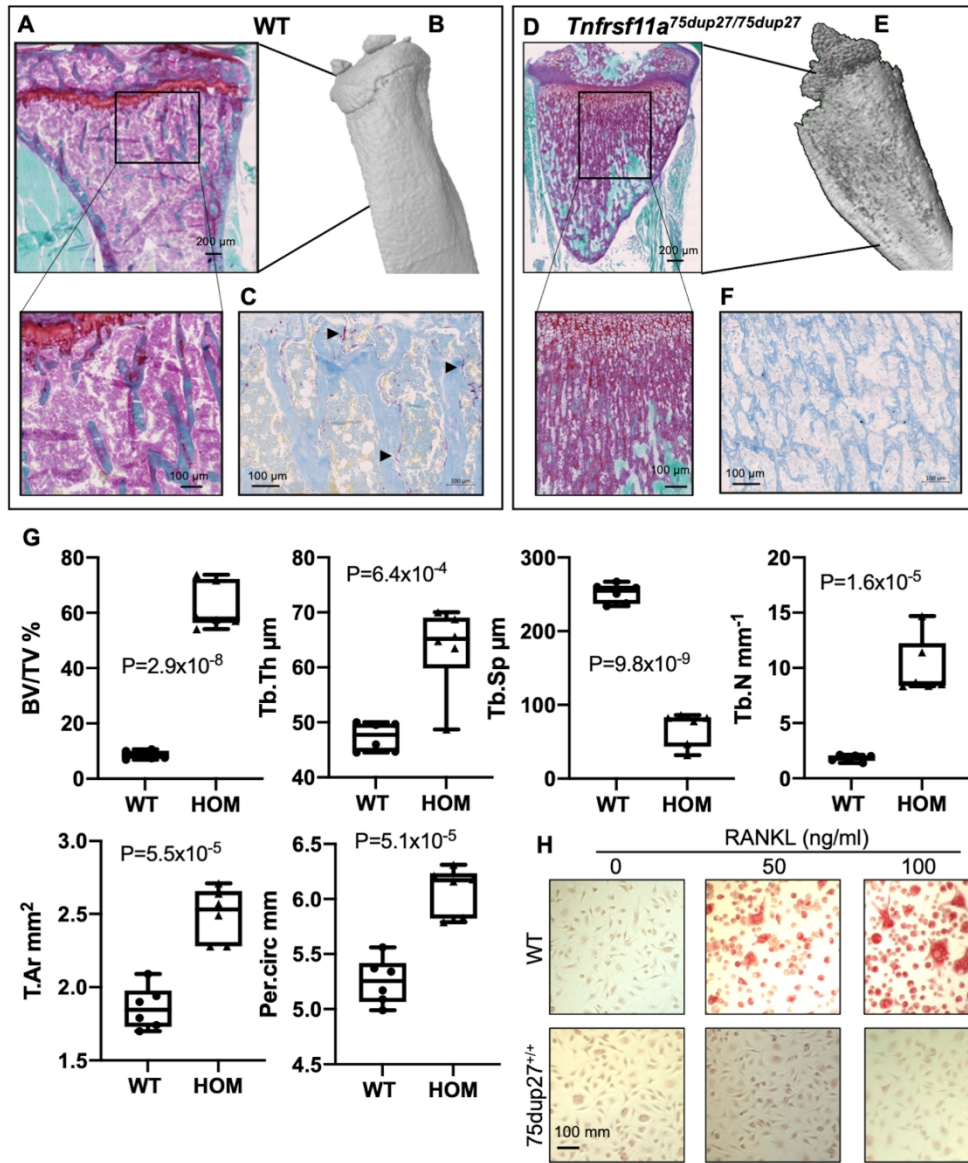 A
WT
B
200 µm
100 µm
C
100 µm
100 µm
D
Tnfrsf11a75dup27/75dup27
E
200 µm
100 µm
F
100 µm
100 µm
G
BV/TV %
80
60
40
20
0
P=2.9x10-8
WT HOM
Tb.Th µm
80
70
60
50
40
P=6.4x10-4
WT HOM
Tb.Sp µm
300
200
100
0
P=9.8x10-9
WT HOM
Tb.N mm-1
20
15
10
5
0
P=1.6x10-5
WT HOM
T.Ar mm2
3.0
2.5
2.0
1.5
P=5.5x10-5
WT HOM
Per.circ mm
6.5
6.0
5.5
5.0
4.5
P=5.1x10-5
WT HOM
H
RANKL (ng/ml)
0 50 100
WT
75dup27+/+
100 mm